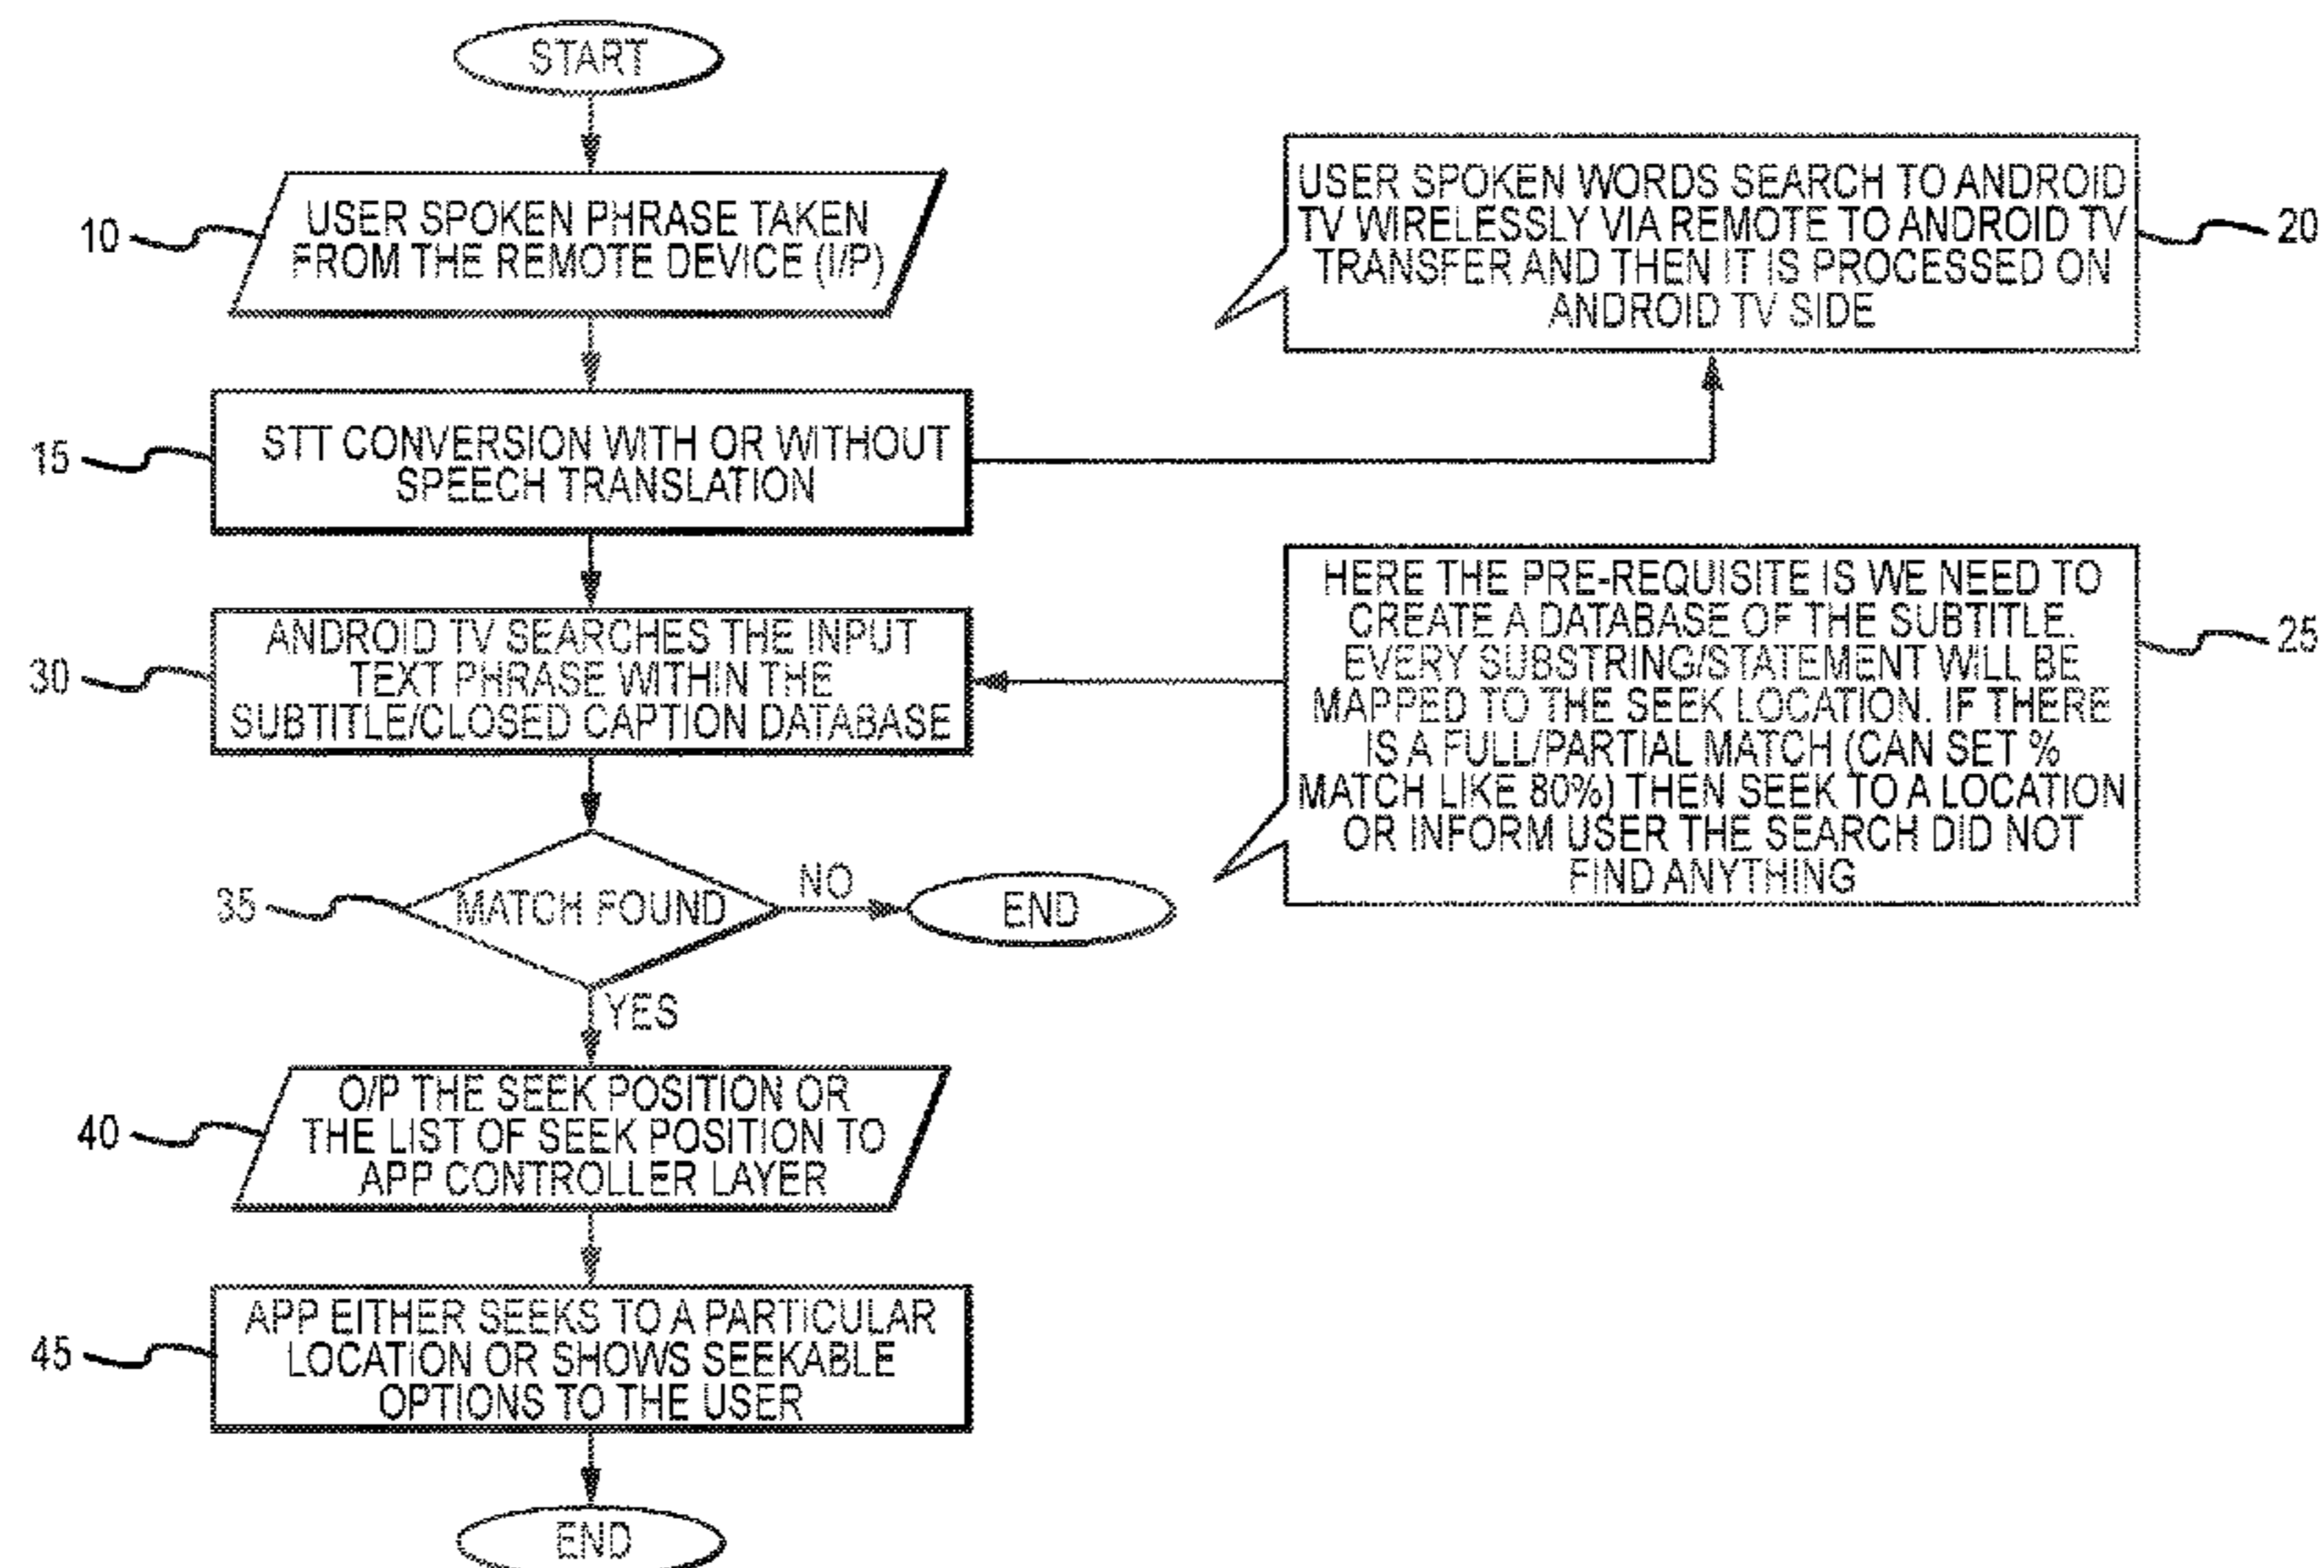 START
10
USER SPOKEN PHRASE TAKEN
FROM THE REMOTE DEVICE (I/P)
USER SPOKEN WORDS SEARCH TO ANDROID
TV WIRELESSLY VIA REMOTE TO ANDROID TV
TRANSFER AND THEN IT IS PROCESSED ON
ANDROID TV SIDE
20
15
STT CONVERSION WITH OR WITHOUT
SPEECH TRANSLATION
HERE THE PRE-REQUISITE IS WE NEED TO
CREATE A DATABASE OF THE SUBTITLE.
EVERY SUBSTRING/STATEMENT WILL BE
MAPPED TO THE SEEK LOCATION. IF THERE
IS A FULL/PARTIAL MATCH (CAN SET %
MATCH LIKE 80%) THEN SEEK TO A LOCATION
OR INFORM USER THE SEARCH DID NOT
FIND ANYTHING
25
30
ANDROID TV SEARCHES THE INPUT
TEXT PHRASE WITHIN THE
SUBTITLE/CLOSED CAPTION DATABASE
35
MATCH FOUND
NO
END
YES
40
O/P THE SEEK POSITION OR
THE LIST OF SEEK POSITION TO
APP CONTROLLER LAYER
45
APP EITHER SEEKS TO A PARTICULAR
LOCATION OR SHOWS SEEKABLE
OPTIONS TO THE USER
END